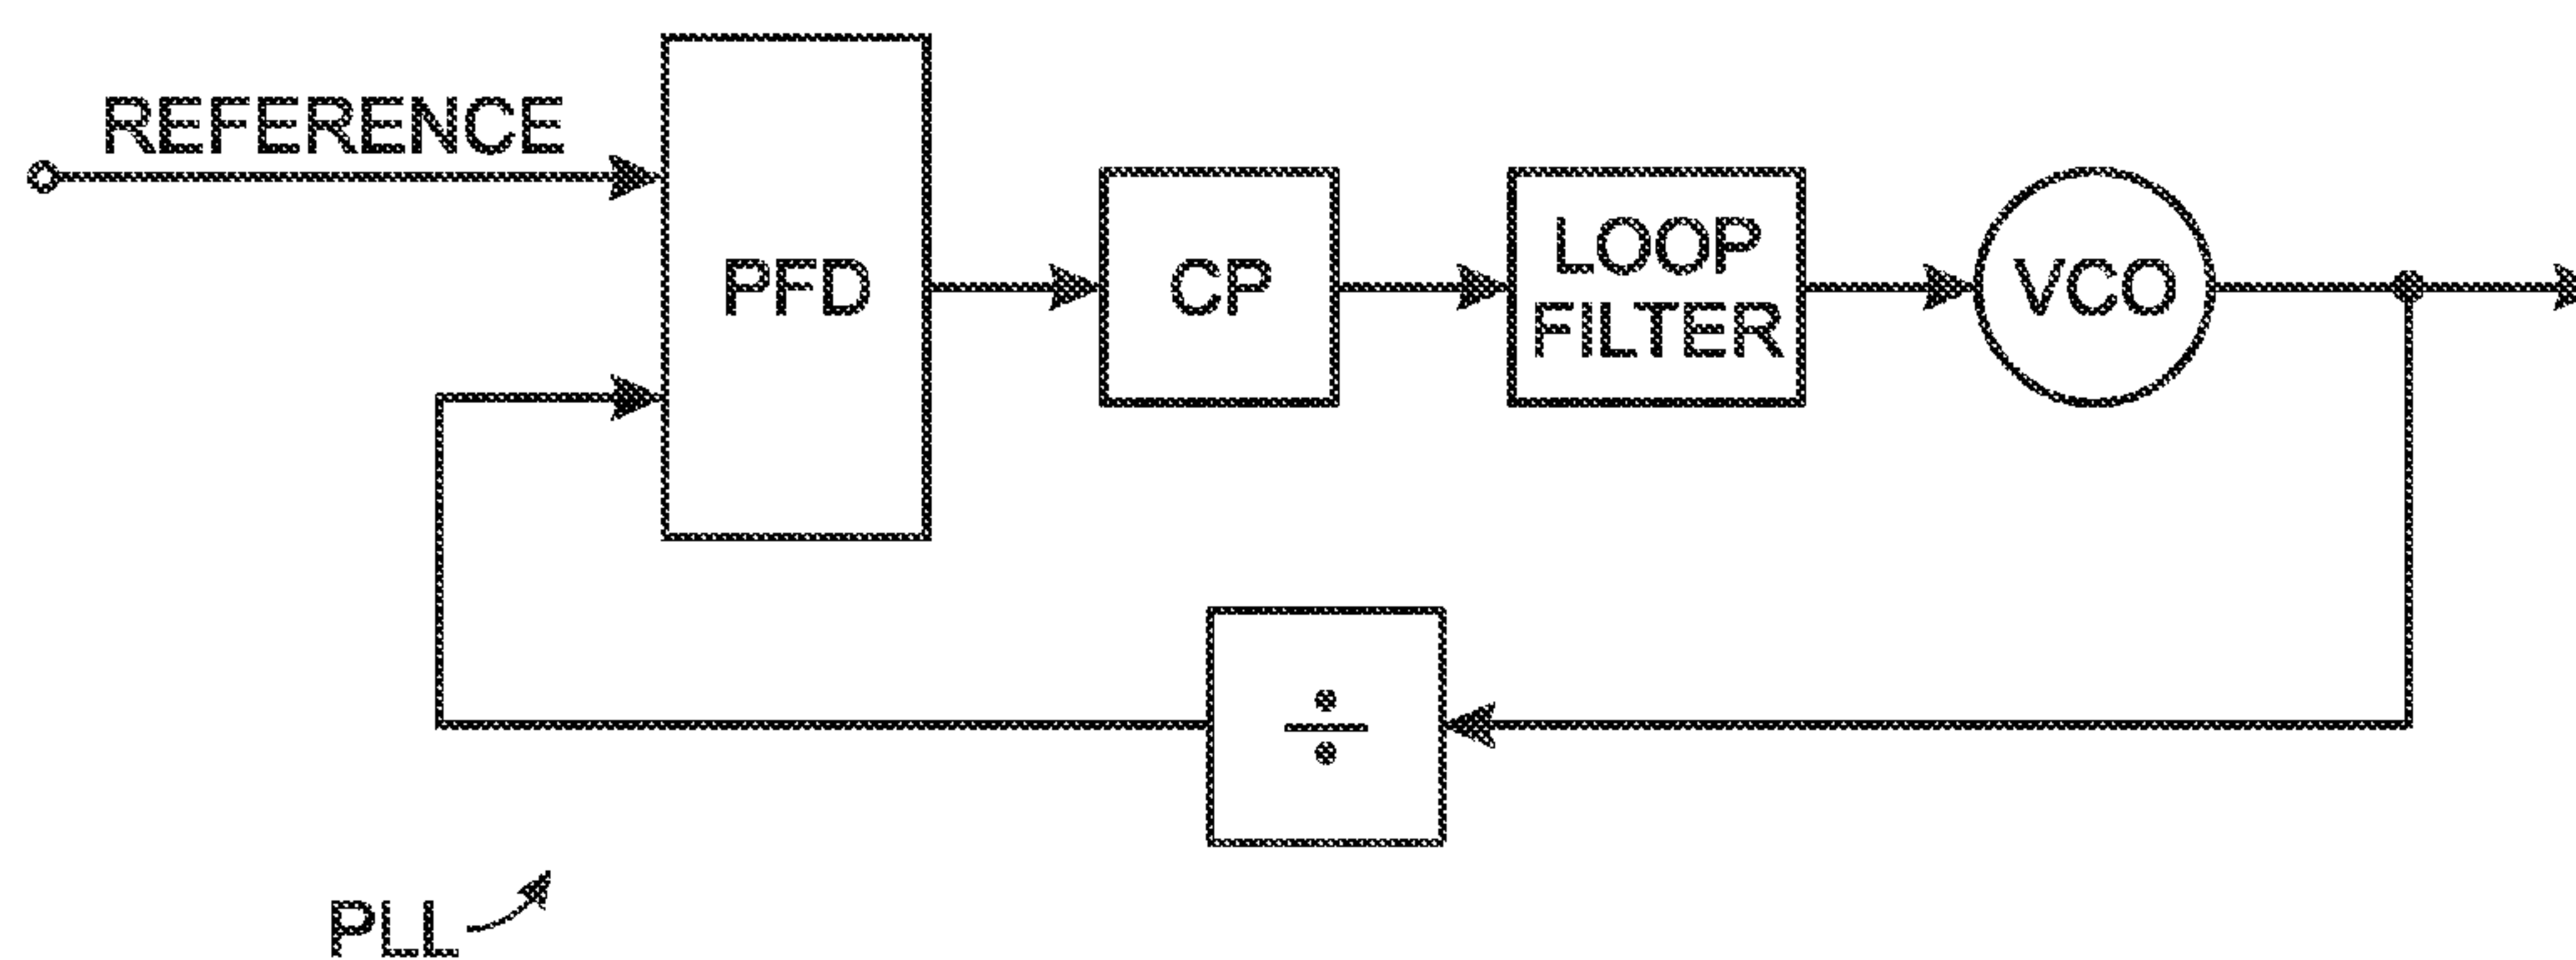 REFERENCE
PFD
CP
LOOP
FILTER
VCO
÷
PLL